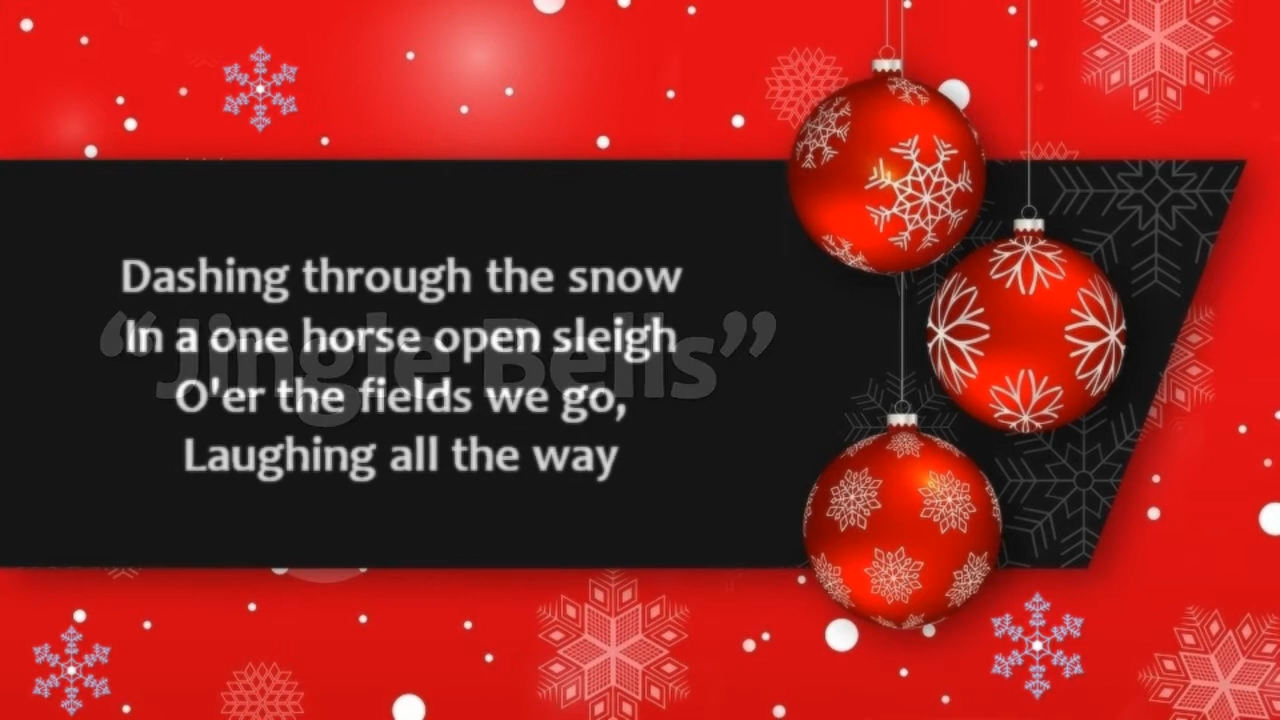 Dashing through the snow
In a one horse open sleigh
O'er the fields we go,
Laughing all the way
“Jingle Bells”